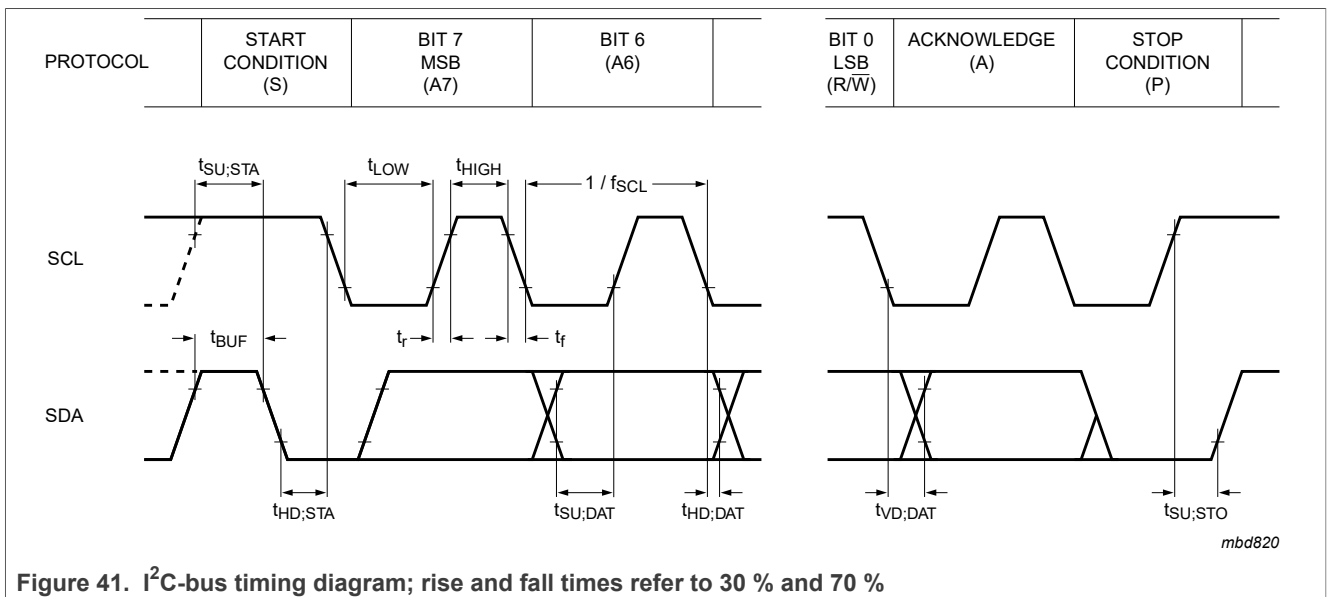 PROTOCOL
START
CONDITION
(S)
BIT 7
MSB
(A7)
BIT 6
(A6)
BIT 0
LSB
(R/W̅)
ACKNOWLEDGE
(A)
STOP
CONDITION
(P)
tSU;STA
tLOW
tHIGH
1 / fSCL
SCL
tBUF
tr
tf
SDA
tHD;STA
tSU;DAT
tHD;DAT
tVD;DAT
tSU;STO
mbd820
Figure 41. I²C-bus timing diagram; rise and fall times refer to 30 % and 70 %